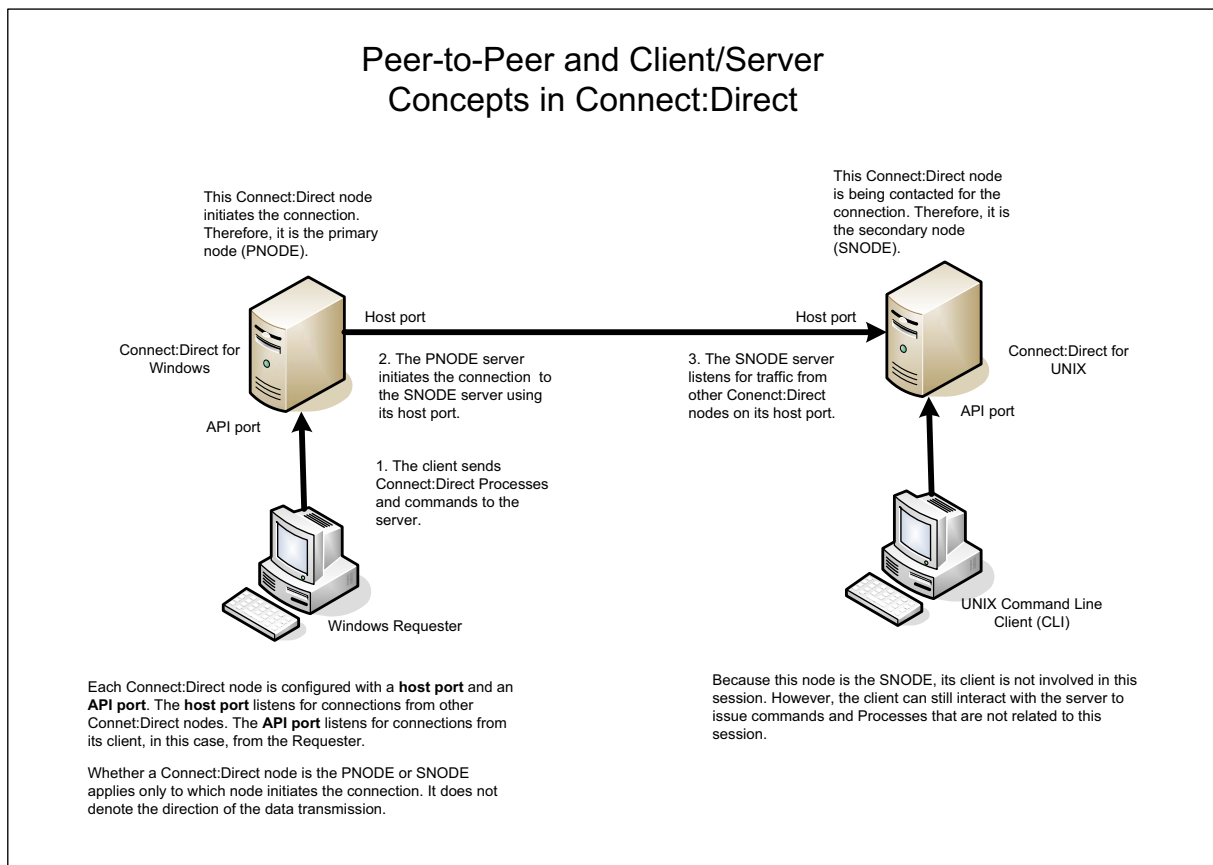 Peer-to-Peer and Client/Server
Concepts in Connect:Direct
This Connect:Direct node
initiates the connection.
Therefore, it is the primary
node (PNODE).
This Connect:Direct node
is being contacted for the
connection. Therefore, it is
the secondary node
(SNODE).
Host port
Host port
Connect:Direct for
Windows
2. The PNODE server
initiates the connection to
the SNODE server using
its host port.
3. The SNODE server
listens for traffic from
other Conenct:Direct
nodes on its host port.
Connect:Direct for
UNIX
API port
API port
1. The client sends
Connect:Direct Processes
and commands to the
server.
Windows Requester
UNIX Command Line
Client (CLI)
Each Connect:Direct node is configured with a host port and an
API port. The host port listens for connections from other
Connet:Direct nodes. The API port listens for connections from
its client, in this case, from the Requester.
Whether a Connect:Direct node is the PNODE or SNODE
applies only to which node initiates the connection. It does not
denote the direction of the data transmission.
Because this node is the SNODE, its client is not involved in this
session. However, the client can still interact with the server to
issue commands and Processes that are not related to this
session.